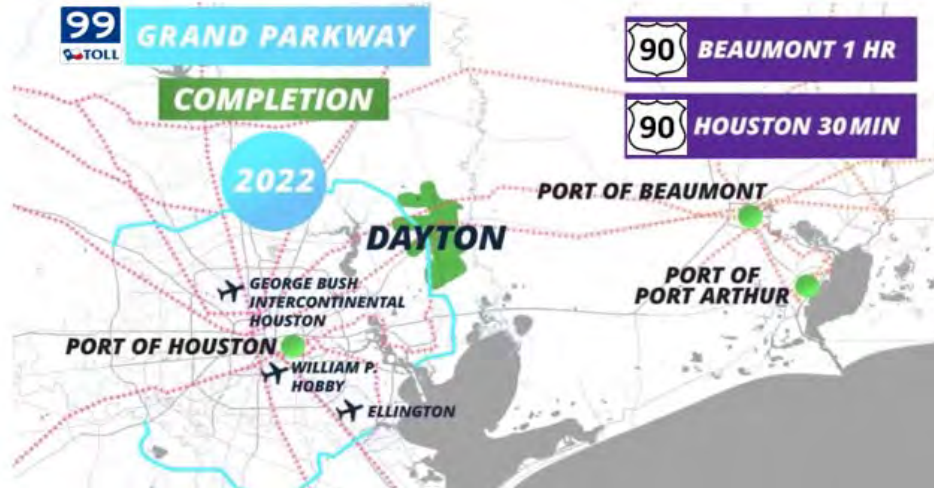 99
TOLL
GRAND PARKWAY
COMPLETION
2022
90
BEAUMONT 1 HR
90
HOUSTON 30 MIN
PORT OF BEAUMONT
DAYTON
PORT OF
PORT ARTHUR
GEORGE BUSH
INTERCONTINENTAL
HOUSTON
PORT OF HOUSTON
WILLIAM P.
HOBBY
ELLINGTON